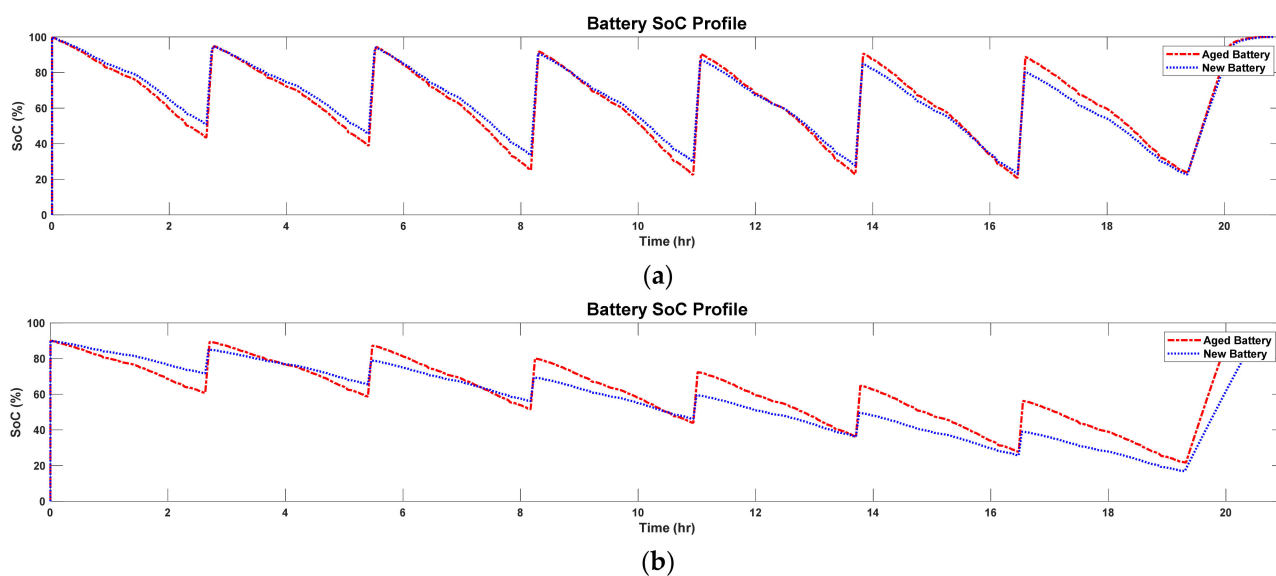 Battery SoC Profile
100
80
60
40
20
0
SoC (%)
Aged Battery
New Battery
0 2 4 6 8 10 12 14 16 18 20
Time (hr)
(a)
Battery SoC Profile
100
80
60
40
20
0
SoC (%)
Aged Battery
New Battery
0 2 4 6 8 10 12 14 16 18 20
Time (hr)
(b)